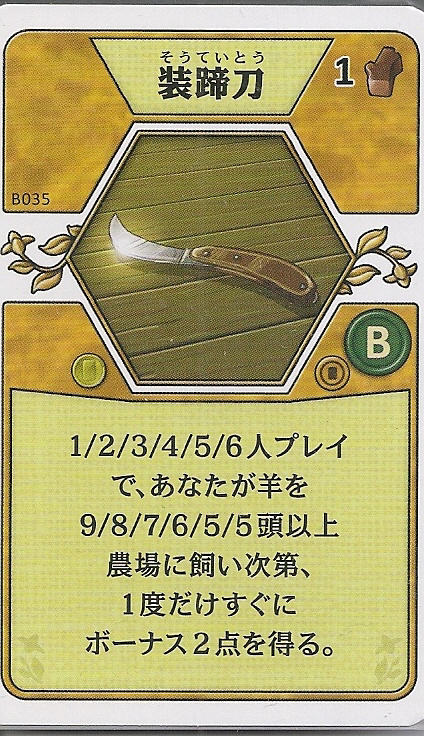 そうていとう
装蹄刀
1
B035
B
1/2/3/4/5/6人プレイ
で、あなたが羊を
9/8/7/6/5/5頭以上
農場に飼い次第、
1度だけすぐに
ボーナス2点を得る。